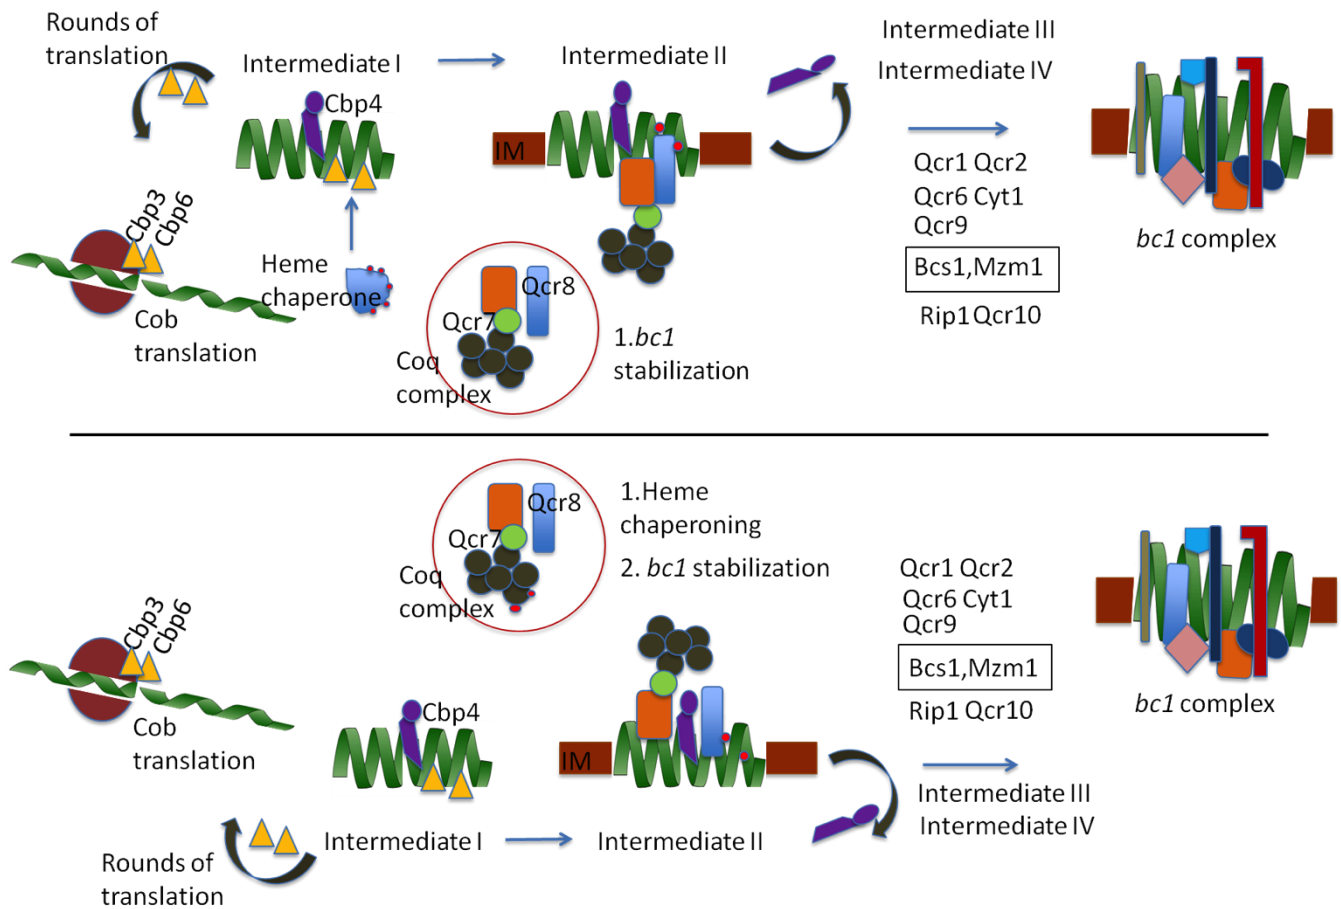 Rounds of
translation
Intermediate I
Intermediate II
Intermediate III
Intermediate IV
Cbp4
IM
Qcr1 Qcr2
Qcr6 Cyt1
Qcr9
Bcs1,Mzm1
Rip1 Qcr10
bc1 complex
Cbp3
Cbp6
Cob
translation
Heme
chaperone
Qcr8
Qcr7
Coq
complex
1.bc1
stabilization
Qcr8
Qcr7
Coq
complex
1.Heme
chaperoning
2. bc1 stabilization
Cbp3
Cbp6
Cob
translation
Cbp4
IM
Qcr1 Qcr2
Qcr6 Cyt1
Qcr9
Bcs1,Mzm1
Rip1 Qcr10
bc1 complex
Intermediate III
Intermediate IV
Rounds of
translation
Intermediate I
Intermediate II